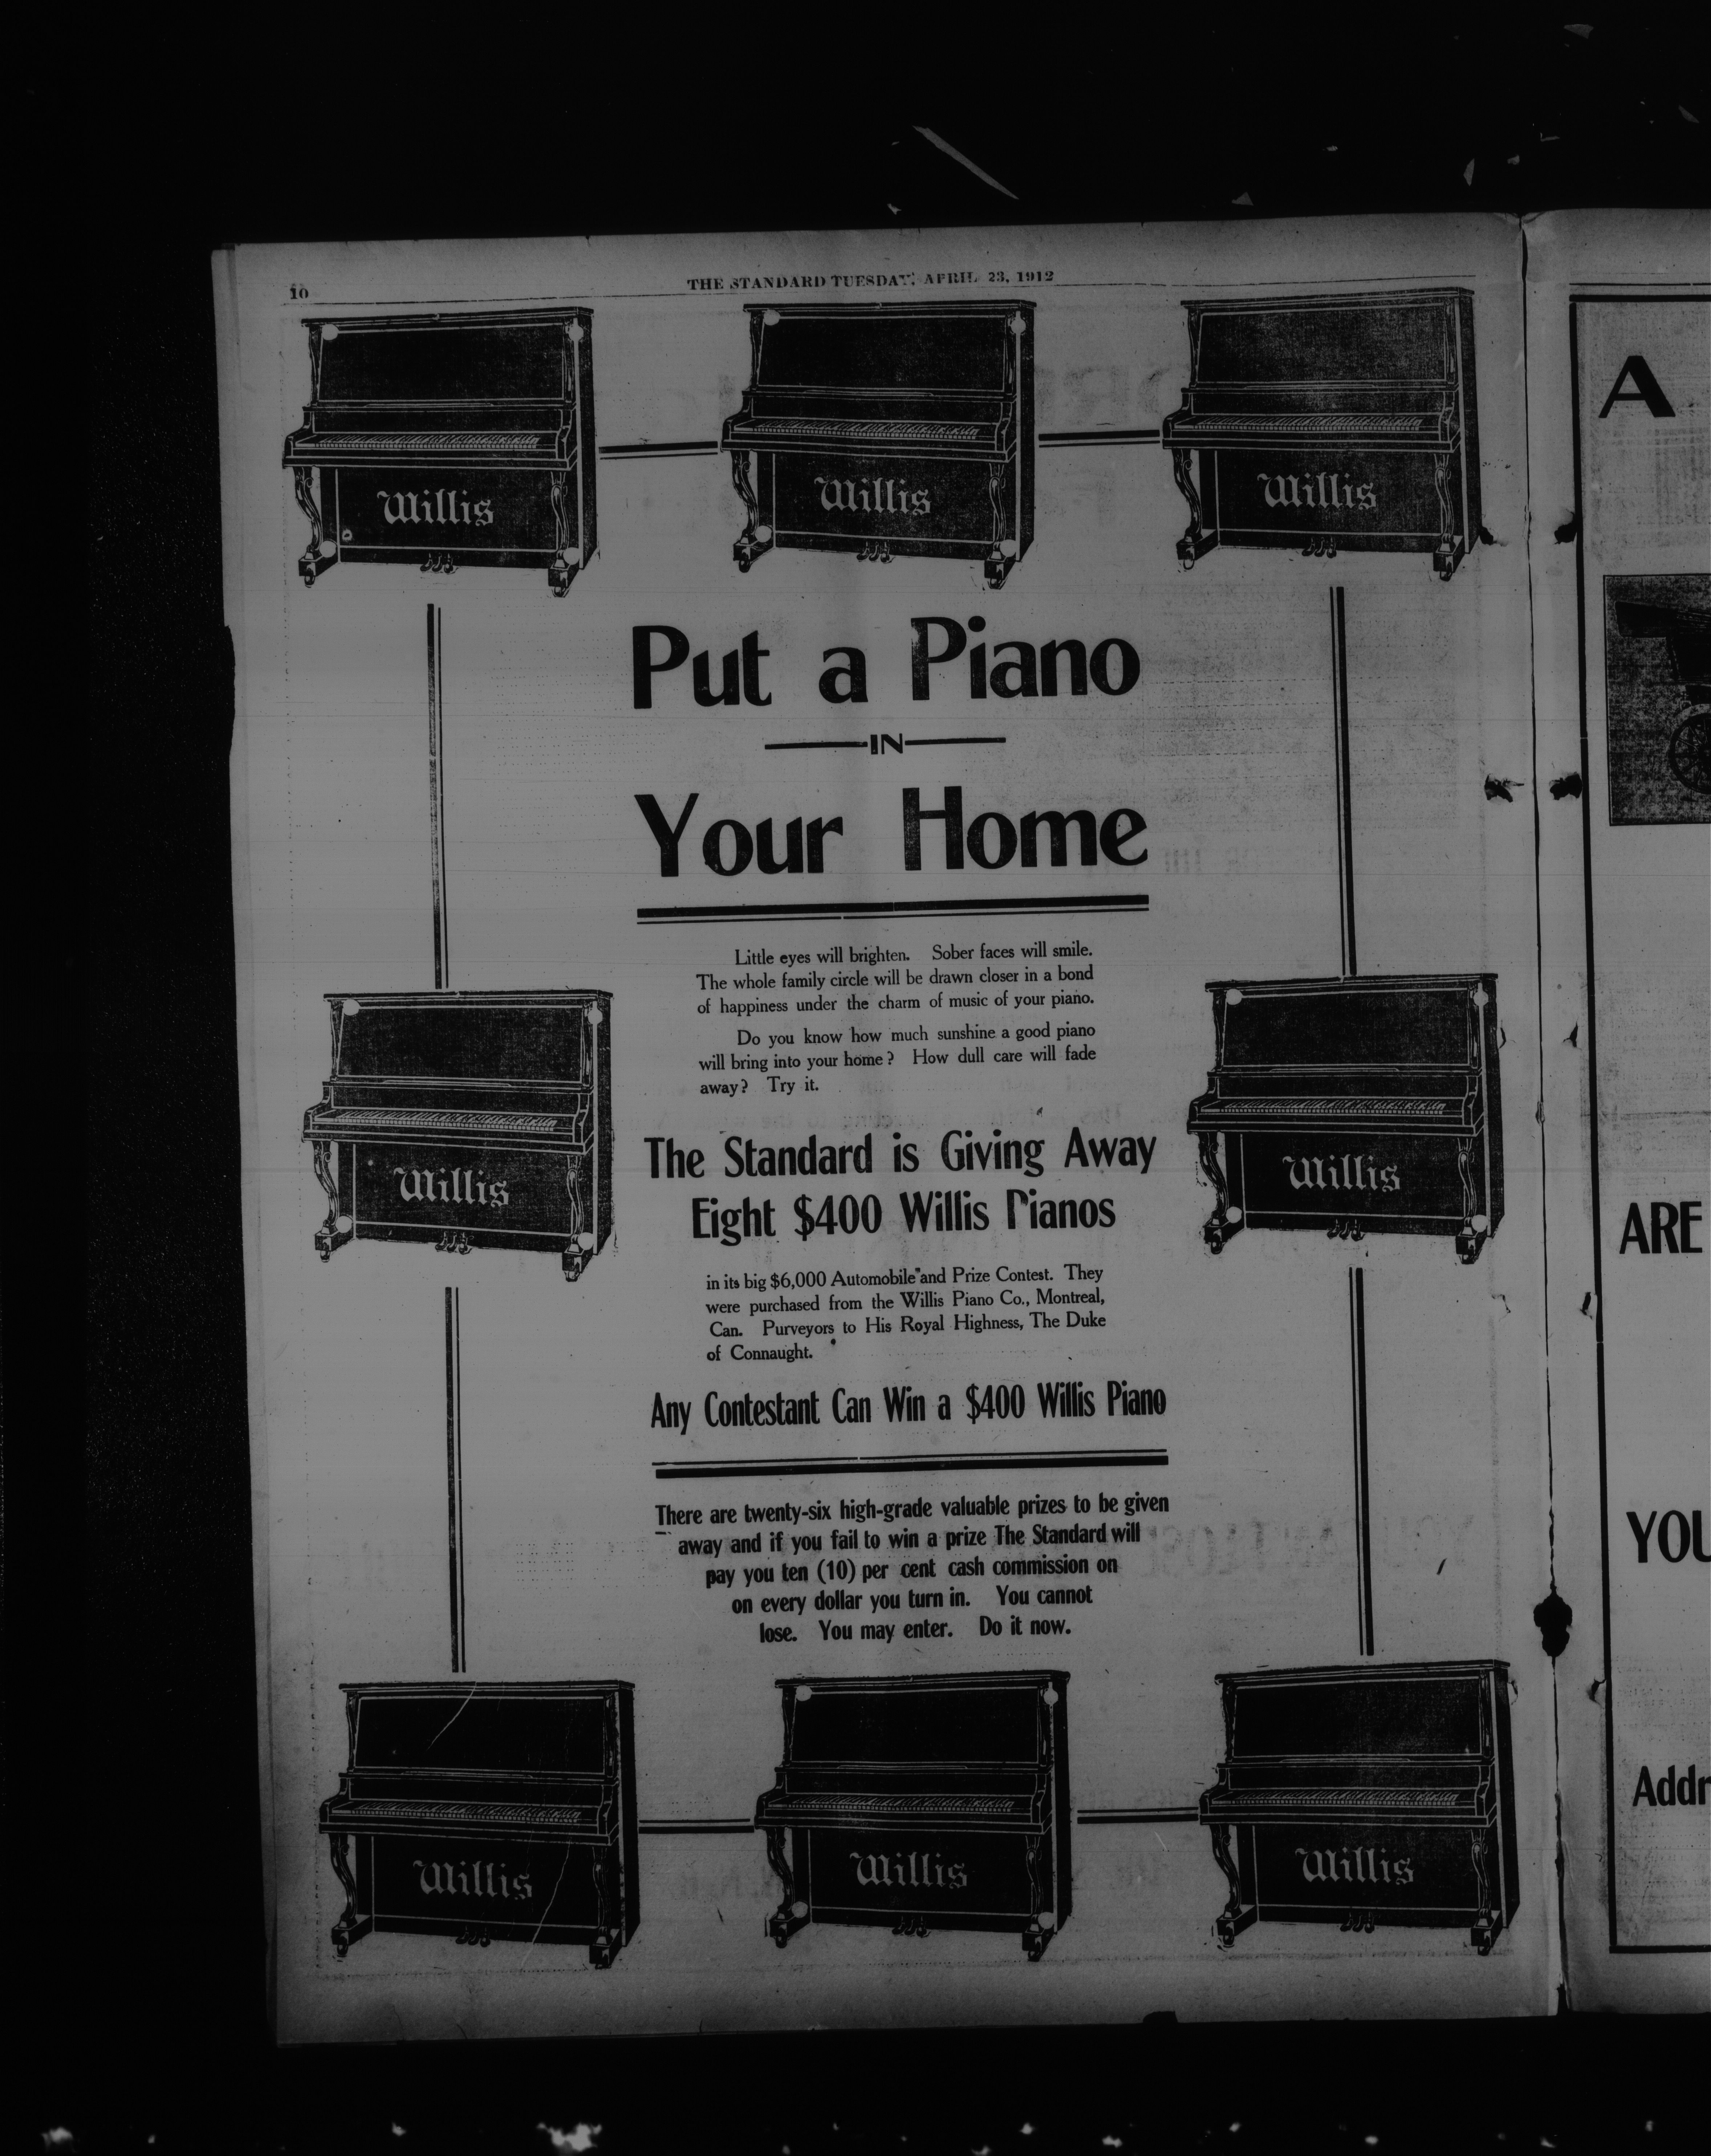 10
THE STANDARD TUESDAY, APRIL 23, 1912
Willis
Willis
Willis
Put a Piano
IN
Your Home
Little eyes will brighten. Sober faces will smile.
The whole family circle will be drawn closer in a bond
of happiness under the charm of music of your piano.
Do you know how much sunshine a good piano
will bring into your home? How dull care will fade
away? Try it.
Willis
Willis
The Standard is Giving Away
Eight $400 Willis Pianos
in its big $6,000 Automobile and Prize Contest. They
were purchased from the Willis Piano Co., Montreal,
Can. Purveyors to His Royal Highness, The Duke
of Connaught.
Any Contestant Can Win a $400 Willis Piano
There are twenty-six high-grade valuable prizes to be given
away and if you fail to win a prize The Standard will
pay you ten (10) per cent cash commission on
on every dollar you turn in. You cannot
lose. You may enter. Do it now.
Willis
Willis
Willis
A
ARE
YOU
Addr